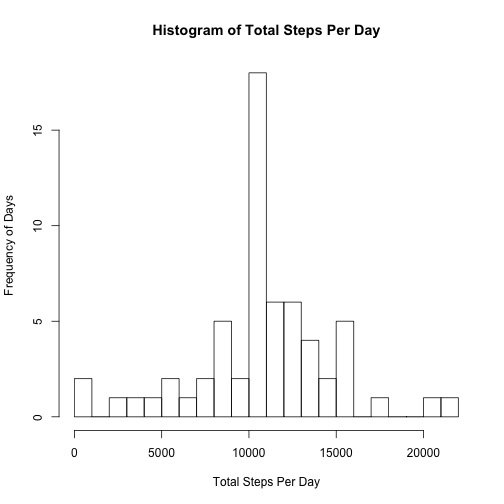 Histogram of Total Steps Per Day
Frequency of Days
15
10
5
0
0 5000 10000 15000 20000
Total Steps Per Day